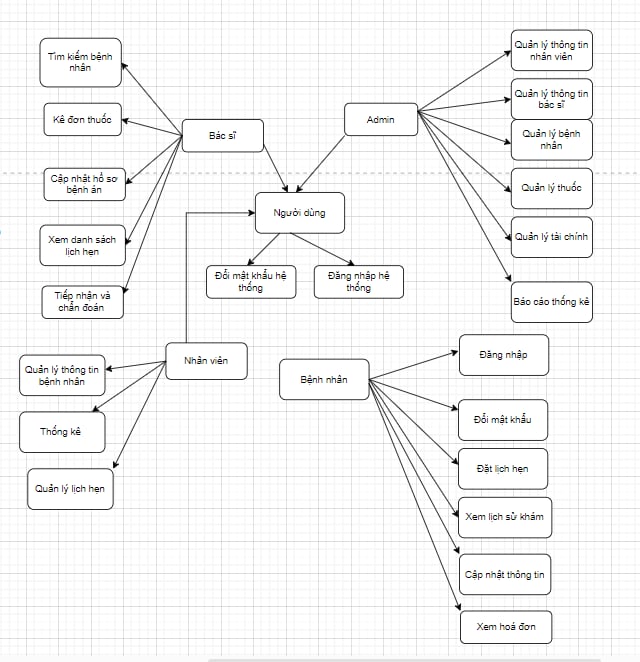 Tìm kiếm bệnh
nhân
Kê đơn thuốc
Cập nhật hồ sơ
bệnh án
Xem danh sách
lịch hẹn
Tiếp nhận và
chẩn đoán
Bác sĩ
Admin
Quản lý thông tin
nhân viên
Quản lý thông tin
bác sĩ
Quản lý bệnh
nhân
Quản lý thuốc
Quản lý tài chính
Báo cáo thống kê
Người dùng
Đổi mật khẩu hệ
thống
Đăng nhập hệ
thống
Nhân viên
Quản lý thông tin
bệnh nhân
Thống kê
Quản lý lịch hẹn
Bệnh nhân
Đăng nhập
Đổi mật khẩu
Đặt lịch hẹn
Xem lịch sử khám
Cập nhật thông tin
Xem hoá đơn